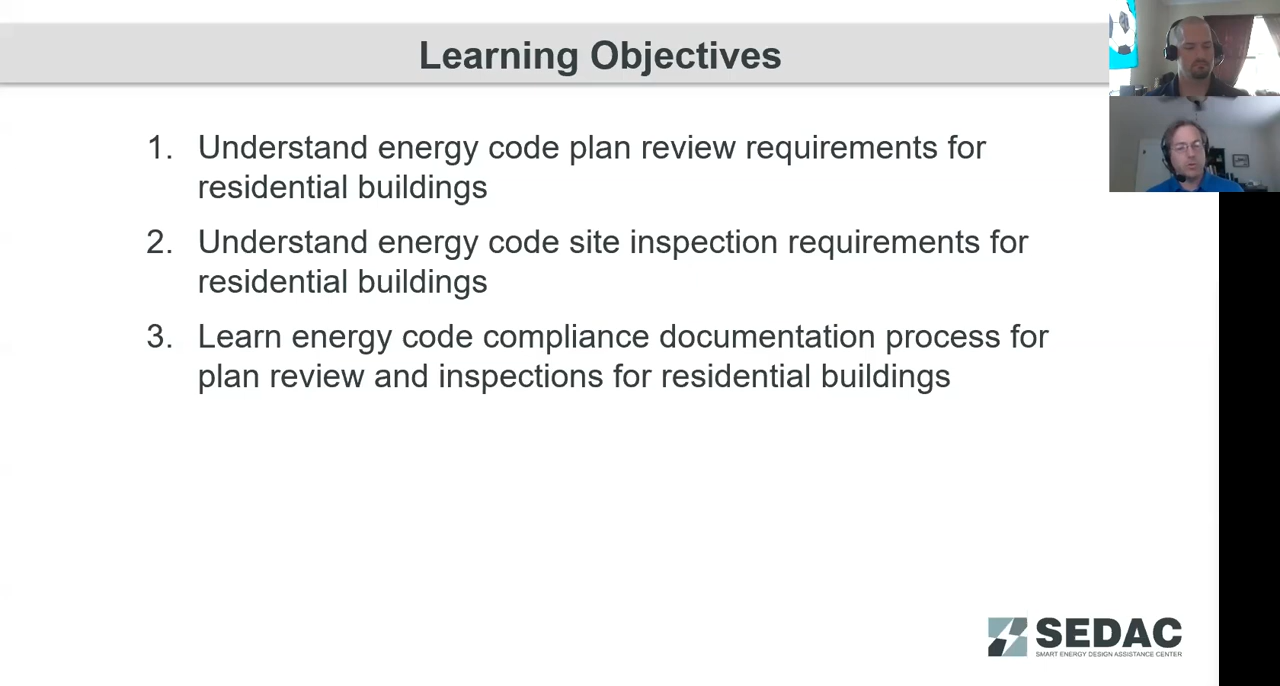 Learning Objectives
1. Understand energy code plan review requirements for
residential buildings
2. Understand energy code site inspection requirements for
residential buildings
3. Learn energy code compliance documentation process for
plan review and inspections for residential buildings
SEDAC
SMART ENERGY DESIGN ASSISTANCE CENTER